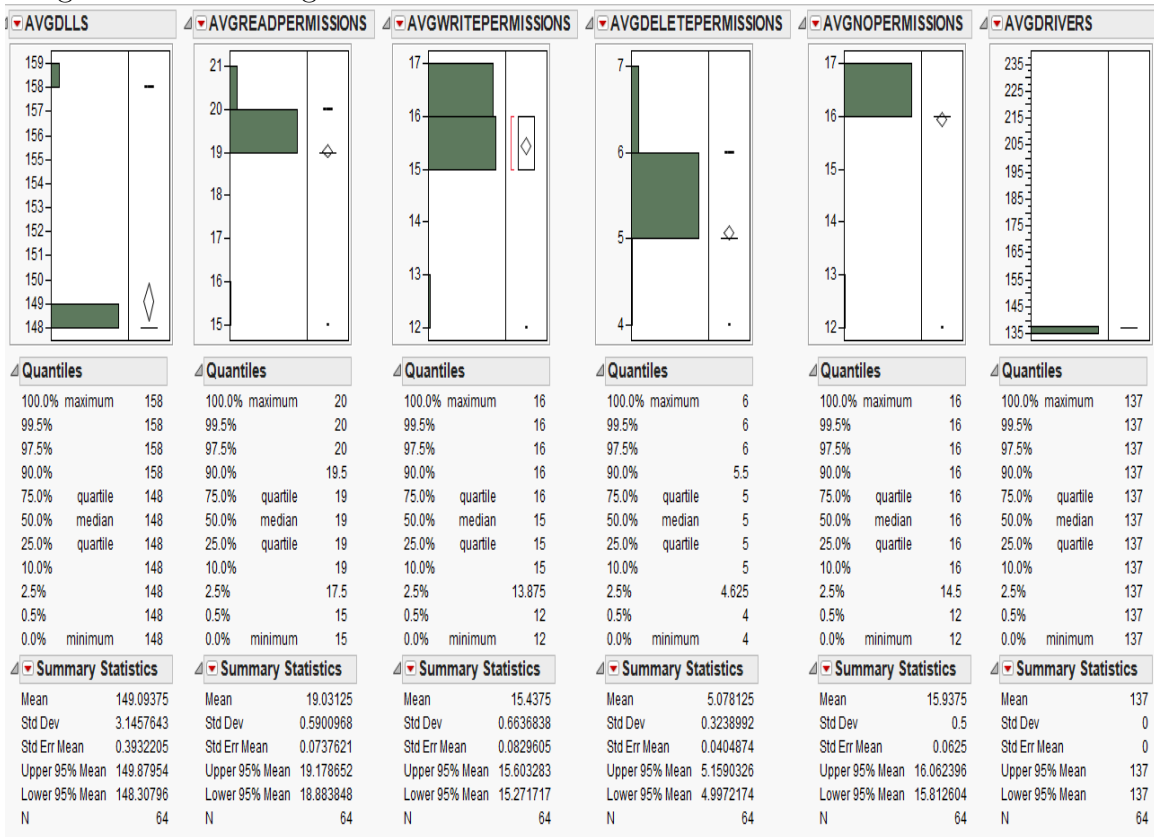 AVGDLLS AVGREADPERMISSIONS AVGWRITEPERMISSIONS AVGDELETEPERMISSIONS AVGNOPERMISSIONS AVGDRIVERS
159
158
157
156
155
154
153
152
151
150
149
148
21
20
19
18
17
16
15
17
16
15
14
13
12
7
6
5
4
17
16
15
14
13
12
235
225
215
205
195
185
175
165
155
145
135
Quantiles Quantiles Quantiles Quantiles Quantiles Quantiles
100.0% maximum 158 100.0% maximum 20 100.0% maximum 16 100.0% maximum 6 100.0% maximum 16 100.0% maximum 137
99.5% 158 99.5% 20 99.5% 16 99.5% 6 99.5% 16 99.5% 137
97.5% 158 97.5% 20 97.5% 16 97.5% 6 97.5% 16 97.5% 137
90.0% 158 90.0% 19.5 90.0% 16 90.0% 5.5 90.0% 16 90.0% 137
75.0% quartile 148 75.0% quartile 19 75.0% quartile 16 75.0% quartile 5 75.0% quartile 16 75.0% quartile 137
50.0% median 148 50.0% median 19 50.0% median 15 50.0% median 5 50.0% median 16 50.0% median 137
25.0% quartile 148 25.0% quartile 19 25.0% quartile 15 25.0% quartile 5 25.0% quartile 16 25.0% quartile 137
10.0% 148 10.0% 19 10.0% 15 10.0% 5 10.0% 16 10.0% 137
2.5% 148 2.5% 17.5 2.5% 13.875 2.5% 4.625 2.5% 14.5 2.5% 137
0.5% 148 0.5% 15 0.5% 12 0.5% 4 0.5% 12 0.5% 137
0.0% minimum 148 0.0% minimum 15 0.0% minimum 12 0.0% minimum 4 0.0% minimum 12 0.0% minimum 137
Summary Statistics Summary Statistics Summary Statistics Summary Statistics Summary Statistics Summary Statistics
Mean 149.09375 Mean 19.03125 Mean 15.4375 Mean 5.078125 Mean 15.9375 Mean 137
Std Dev 3.1457643 Std Dev 0.5900968 Std Dev 0.6636838 Std Dev 0.3238992 Std Dev 0.5 Std Dev 0
Std Err Mean 0.3932205 Std Err Mean 0.0737621 Std Err Mean 0.0829605 Std Err Mean 0.0404874 Std Err Mean 0.0625 Std Err Mean 0
Upper 95% Mean 149.87954 Upper 95% Mean 19.178652 Upper 95% Mean 15.603283 Upper 95% Mean 5.1590326 Upper 95% Mean 16.062396 Upper 95% Mean 137
Lower 95% Mean 148.30796 Lower 95% Mean 18.883848 Lower 95% Mean 15.271717 Lower 95% Mean 4.9972174 Lower 95% Mean 15.812604 Lower 95% Mean 137
N 64 N 64 N 64 N 64 N 64 N 64